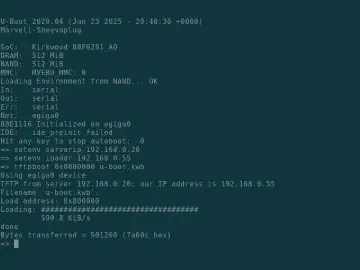 U-Boot 2020.04 (Jun 23 2025 - 20:40:36 +0000)
Marvell-Sheevaplug
SoC: Kirkwood 88F6281_A0
DRAM: 512 MiB
NAND: 512 MiB
MMC: MVEBU_MMC: 0
Loading Environment from NAND... OK
In: serial
Out: serial
Err: serial
Net: egiga0
88E1116 Initialized on egiga0
IDE: ide_preinit failed
Hit any key to stop autoboot: 0
=> setenv serverip 192.168.0.20
=> setenv ipaddr 192.168.0.55
=> tftpboot 0x0800000 u-boot.kwb
Using egiga0 device
TFTP from server 192.168.0.20; our IP address is 192.168.0.55
Filename 'u-boot.kwb'.
Load address: 0x800000
Loading: ###################################
590.8 KiB/s
done
Bytes transferred = 501260 (7a60c hex)
=>